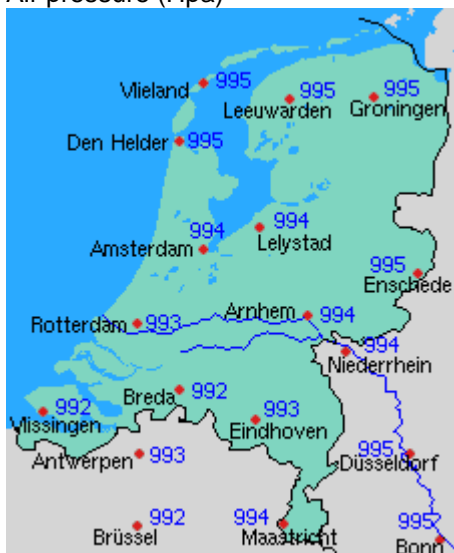 Air pressure (Hpa)
995
Vlieland
995
Leeuwarden
995
Groningen
Den Helder 995
994
Amsterdam
994
Lelystad
995
Enschede
Rotterdam 993
Arnhem 994
994
Niederrhein
992
Vlissingen
Breda 992
993
Eindhoven
Antwerpen 993
995
Düsseldorf
992
Brüssel
994
Maastricht
995
Bonn